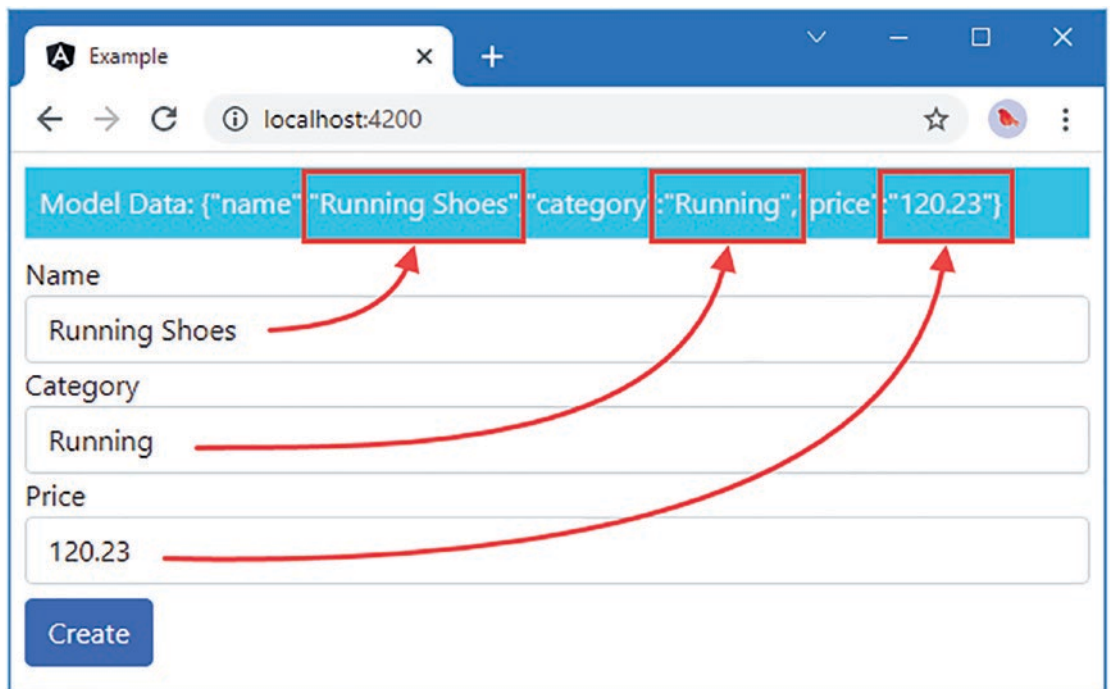 Example
localhost:4200
Model Data: {"name":"Running Shoes","category":"Running","price":"120.23"}
Name
Running Shoes
Category
Running
Price
120.23
Create